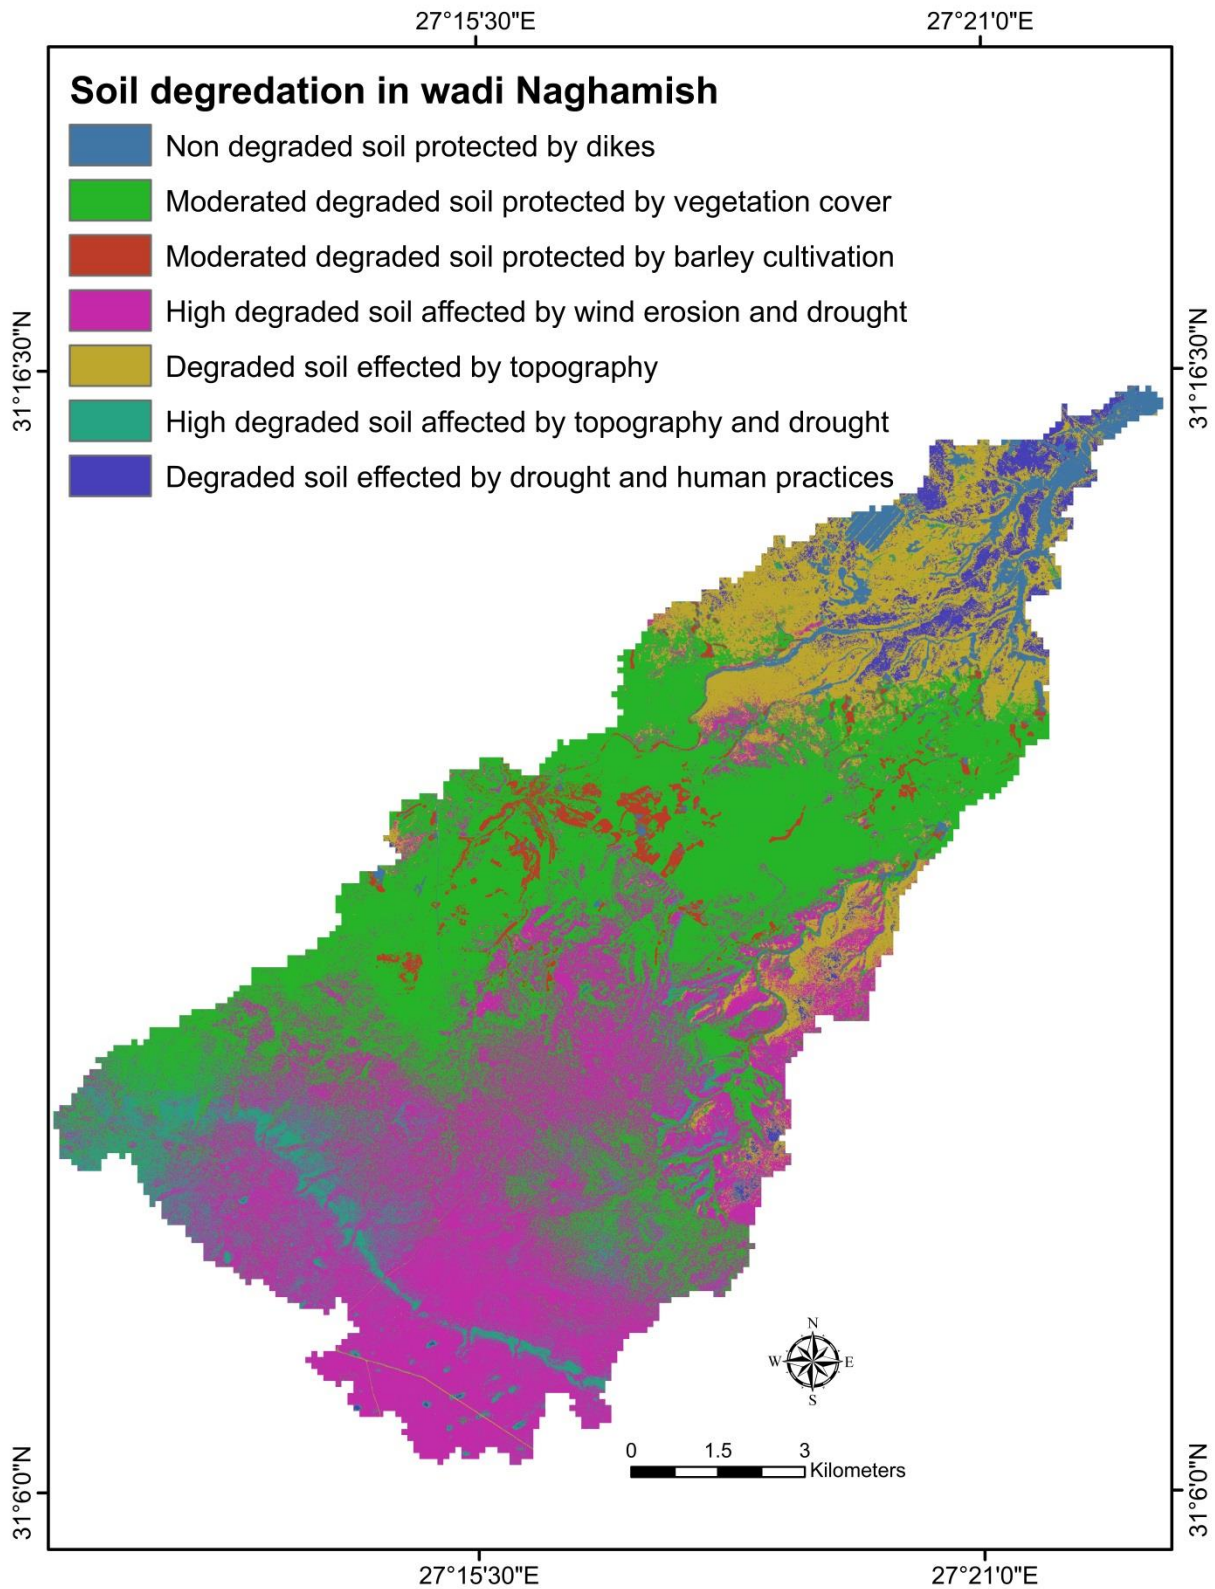 27°15'30"E 27°21'0"E
Soil degredation in wadi Naghamish
Non degraded soil protected by dikes
Moderated degraded soil protected by vegetation cover
Moderated degraded soil protected by barley cultivation
High degraded soil affected by wind erosion and drought
Degraded soil effected by topography
High degraded soil affected by topography and drought
Degraded soil effected by drought and human practices
31°16'30"N
31°16'30"N
N
W E
S
0 1.5 3
Kilometers
31°6'0"N
31°6'0"N
27°15'30"E 27°21'0"E